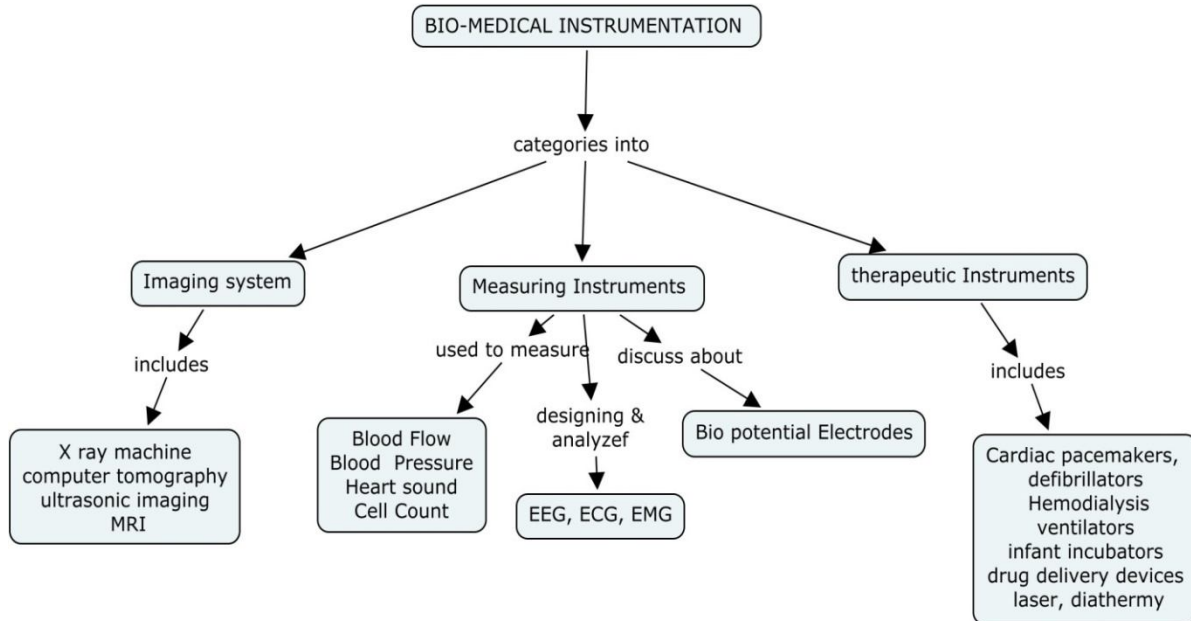 BIO-MEDICAL INSTRUMENTATION
categories into
Imaging system
includes
X ray machine
computer tomography
ultrasonic imaging
MRI
Measuring Instruments
used to measure
Blood Flow
Blood Pressure
Heart sound
Cell Count
designing &
analyzef
EEG, ECG, EMG
discuss about
Bio potential Electrodes
therapeutic Instruments
includes
Cardiac pacemakers,
defibrillators
Hemodialysis
ventilators
infant incubators
drug delivery devices
laser, diathermy